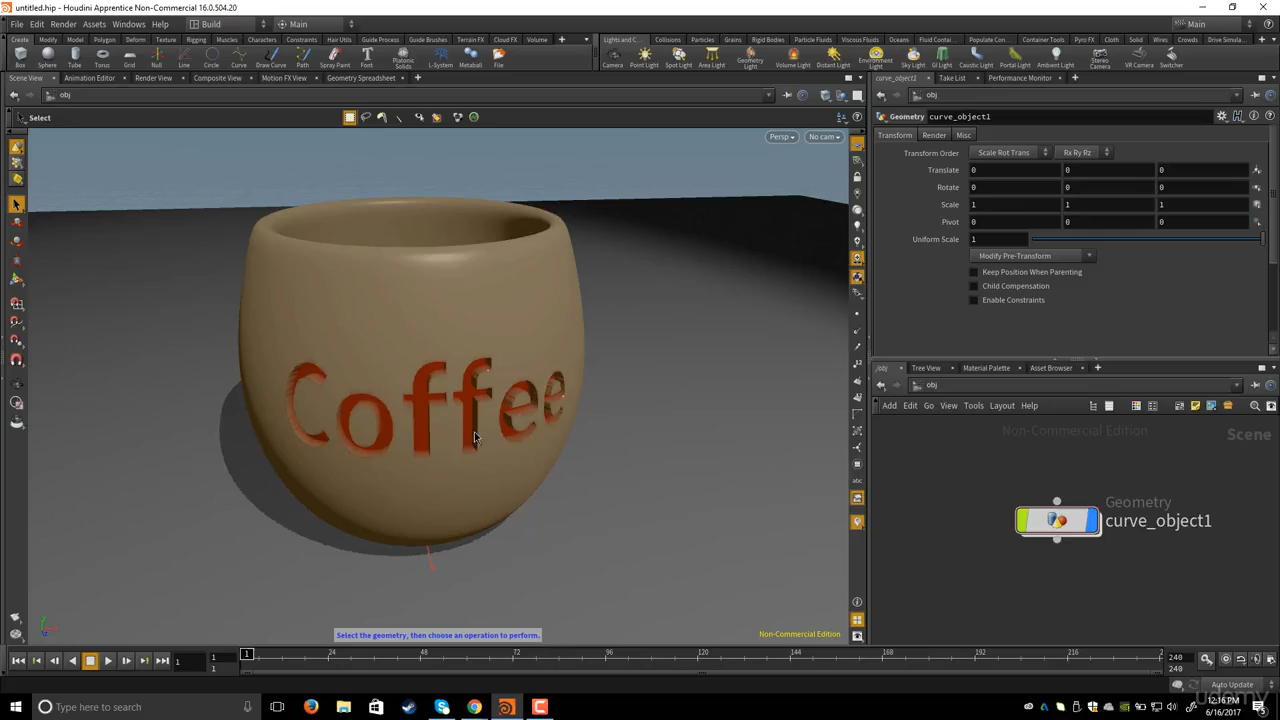 untitled.hip - Houdini Apprentice Non-Commercial 16.0.504.20
File Edit Render Assets Windows Help Build Main Main
Create Modify Model Polygon Deform Texture Rigging Muscles Characters Constraints Hair Utils Guide Process Guide Brushes Terrain FX Cloud FX Volume
Lights and C... Collisions Particles Grains Rigid Bodies Particle Fluids Viscous Fluids Oceans Fluid Contai... Populate Con... Container Tools Pyro FX Cloth Solid Wires Crowds Drive Simula...
Box Sphere Tube Torus Grid Line Circle Curve Draw Curve Path Spray Paint Font Platonic Solids L-System Metaball File
Camera Point Light Spot Light Area Light Geometry Light Volume Light Distant Light Environment Light Sky Light GI Light Caustic Light Portal Light Ambient Light Stereo Camera VR Camera Switcher
Scene View Animation Editor Render View Composite View Motion FX View Geometry Spreadsheet
curve_object1 Take List Performance Monitor
obj
obj
Select
Geometry curve_object1
Persp No cam
Transform Render Misc
Transform Order Scale Rot Trans Rx Ry Rz
Translate 0 0 0
Rotate 0 0 0
Scale 1 1 1
Pivot 0 0 0
Uniform Scale 1
Modify Pre-Transform
Keep Position When Parenting
Child Compensation
Enable Constraints
Coffee
/obj Tree View Material Palette Asset Browser
obj
Add Edit Go View Tools Layout Help
Non-Commercial Edition
Scene
Geometry
curve_object1
abc
Select the geometry, then choose an operation to perform.
Non-Commercial Edition
1 1 1 1 24 48 72 96 120 144 168 192 216 2 240
240
Auto Update
udemy
Type here to search
12:16 PM
6/16/2017